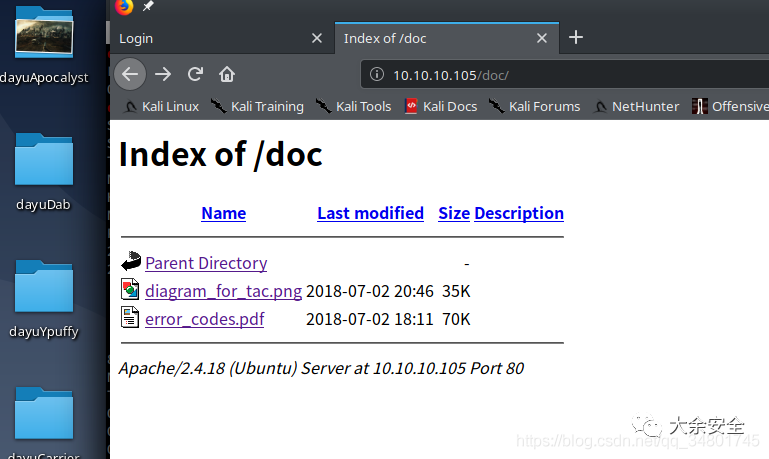 dayuApocalyst
dayuDab
dayuYpuffy
dayuCarrier
Login
Index of /doc
10.10.10.105/doc/
Kali Linux Kali Training Kali Tools Kali Docs Kali Forums NetHunter Offensive
Index of /doc
Name Last modified Size Description
Parent Directory -
diagram_for_tac.png 2018-07-02 20:46 35K
error_codes.pdf 2018-07-02 18:11 70K
Apache/2.4.18 (Ubuntu) Server at 10.10.10.105 Port 80
大余安全
https://blog.csdn.net/qq_34801745